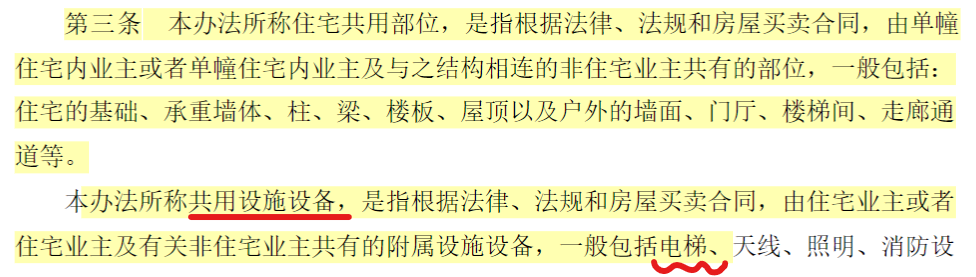 第三条　本办法所称住宅共用部位，是指根据法律、法规和房屋买卖合同，由单幢
住宅内业主或者单幢住宅内业主及与之结构相连的非住宅业主共有的部位，一般包括：
住宅的基础、承重墙体、柱、梁、楼板、屋顶以及户外的墙面、门厅、楼梯间、走廊通
道等。
本办法所称共用设施设备，是指根据法律、法规和房屋买卖合同，由住宅业主或者
住宅业主及有关非住宅业主共有的附属设施设备，一般包括电梯、天线、照明、消防设